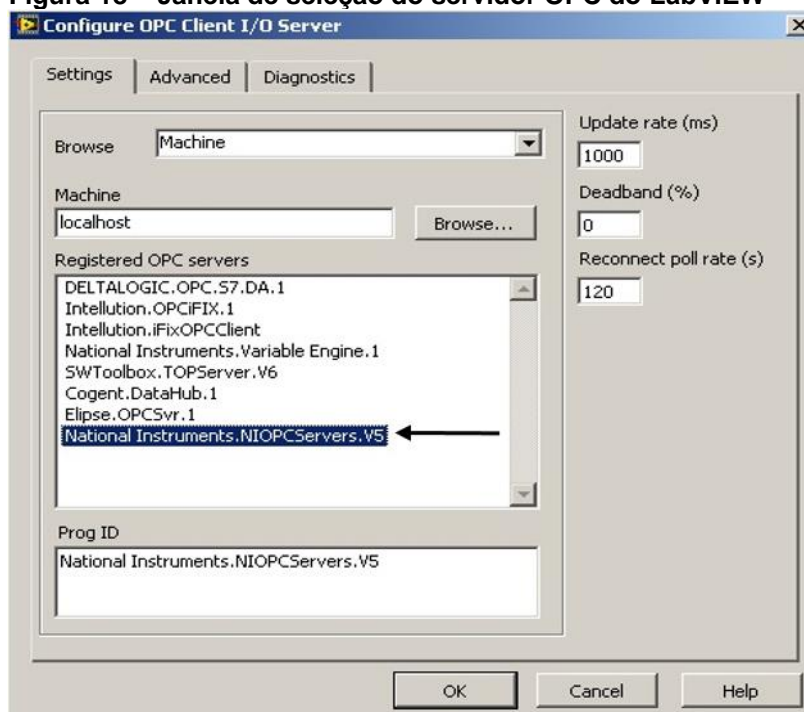 Figura 16 – Janela de seleção do servidor OPC do LabVIEW
Configure OPC Client I/O Server
Settings
Advanced
Diagnostics
Browse
Machine
Update rate (ms)
1000
Machine
localhost
Browse...
Deadband (%)
0
Registered OPC servers
Reconnect poll rate (s)
120
DELTALOGIC.OPC.S7.DA.1
Intellution.OPCiFIX.1
Intellution.iFixOPCClient
National Instruments.Variable Engine.1
SWToolbox.TOPServer.V6
Cogent.DataHub.1
Elipse.OPCSvr.1
National Instruments.NIOPCServers.V5
Prog ID
National Instruments.NIOPCServers.V5
OK
Cancel
Help